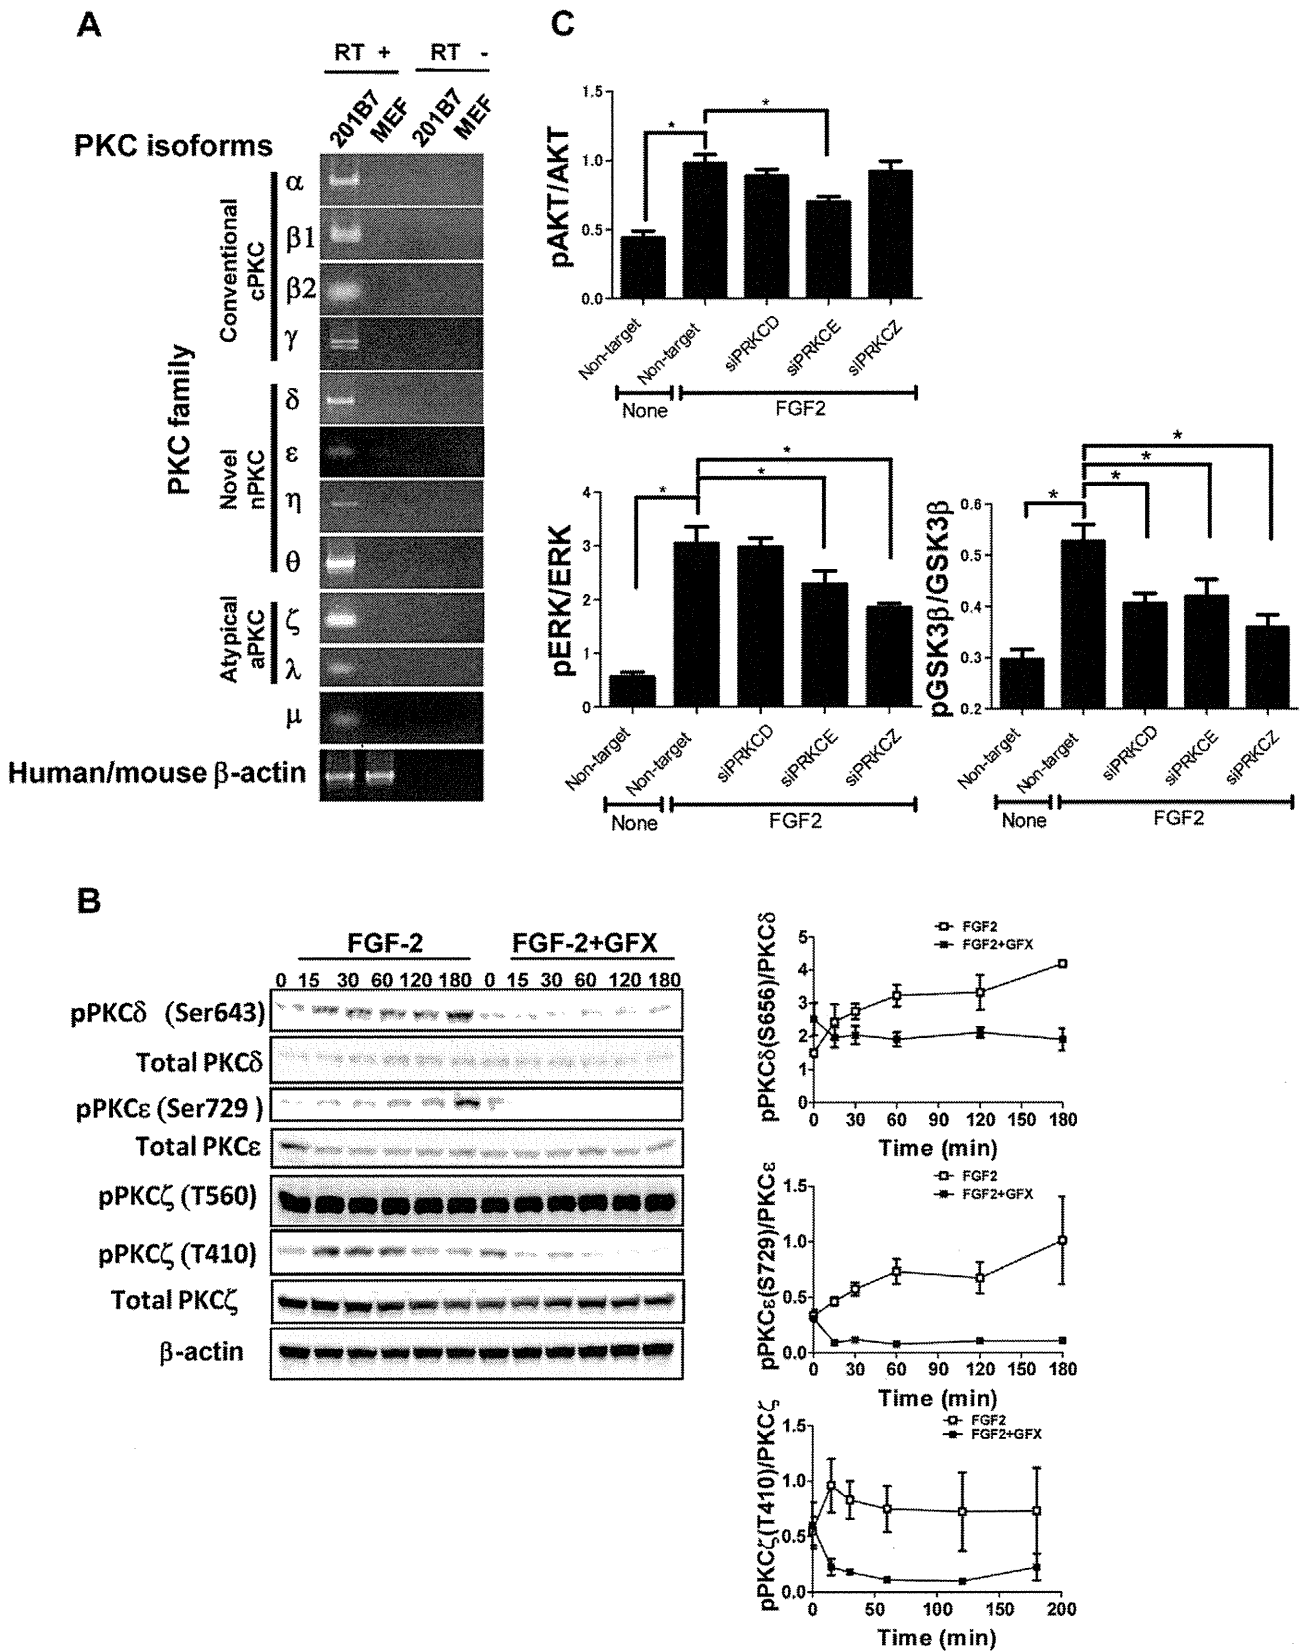 A
RT + RT -
201B7 MEF 201B7 MEF
PKC isoforms
PKC family
Conventional cPKC
α
β1
β2
γ
Novel nPKC
δ
ε
η
θ
Atypical aPKC
ζ
λ
μ
Human/mouse β-actin
C
pAKT/AKT
1.5
1.0
0.5
0.0
* *
Non-target Non-target siPRKCD siPRKCE siPRKCZ
None FGF2
pERK/ERK
4
3
2
1
0
* * *
Non-target Non-target siPRKCD siPRKCE siPRKCZ
None FGF2
pGSK3β/GSK3β
0.6
0.5
0.4
0.3
0.2
* * * *
Non-target Non-target siPRKCD siPRKCE siPRKCZ
None FGF2
B
FGF-2 FGF-2+GFX
0 15 30 60 120 180 0 15 30 60 120 180
pPKCδ (Ser643)
Total PKCδ
pPKCε (Ser729 )
Total PKCε
pPKCζ (T560)
pPKCζ (T410)
Total PKCζ
β-actin
pPKCδ(S656)/PKCδ
FGF2
FGF2+GFX
5
4
3
2
1
0
0 30 60 90 120 150 180
Time (min)
pPKCε(S729)/PKCε
FGF2
FGF2+GFX
1.5
1.0
0.5
0.0
0 30 60 90 120 150 180
Time (min)
pPKCζ(T410)/PKCζ
FGF2
FGF2+GFX
1.5
1.0
0.5
0.0
0 50 100 150 200
Time (min)